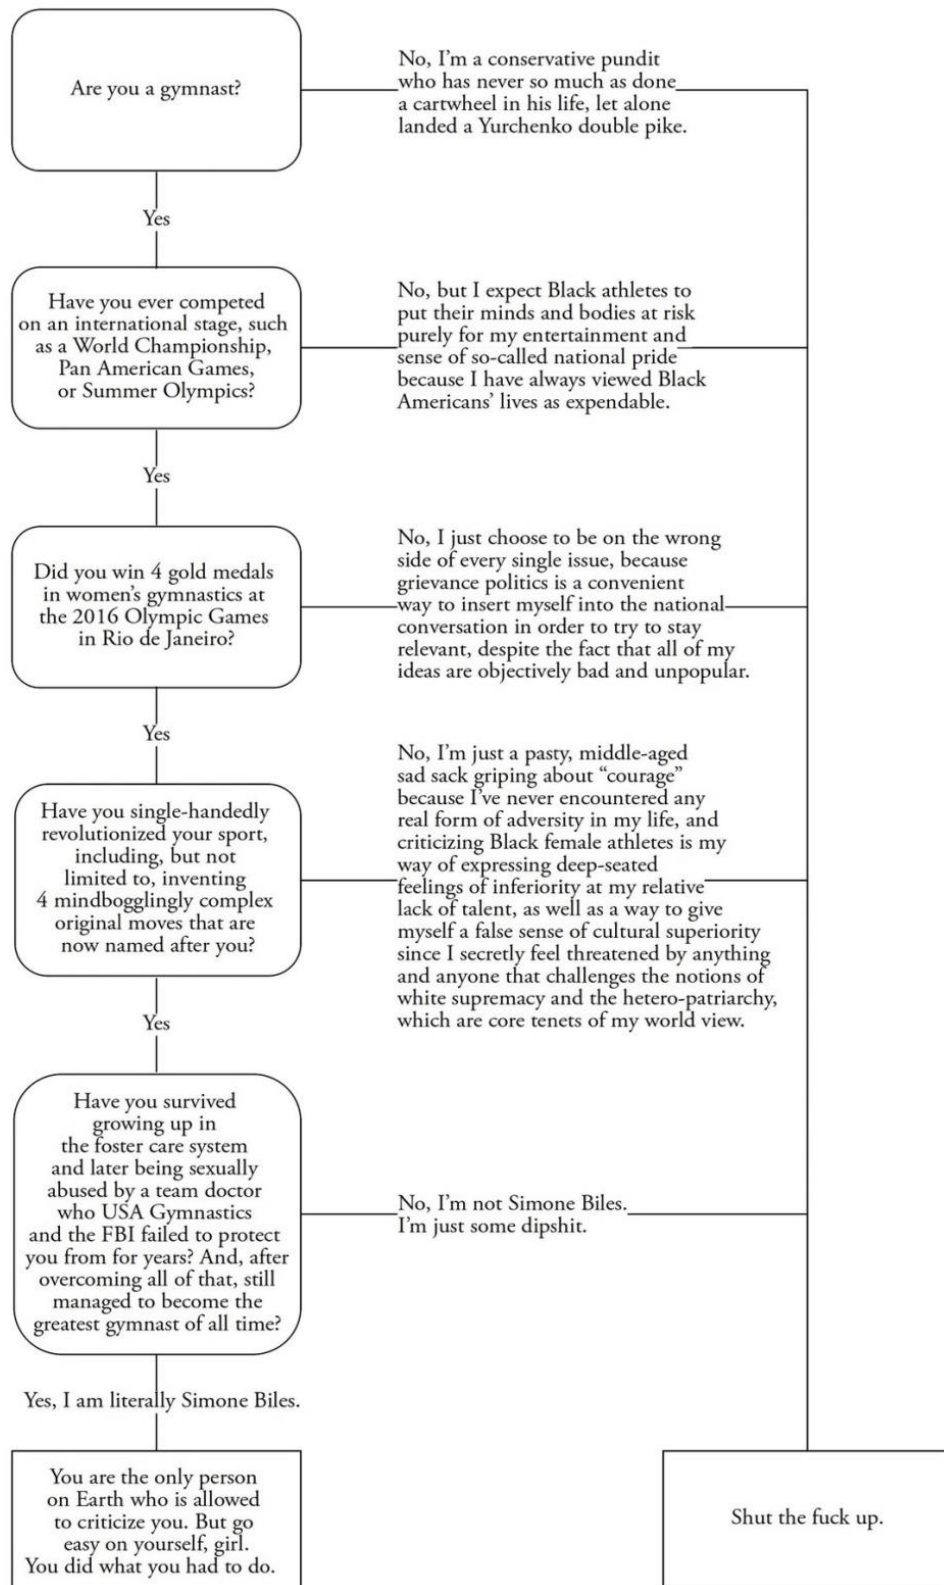 Are you a gymnast?
No, I’m a conservative pundit
who has never so much as done
a cartwheel in his life, let alone
landed a Yurchenko double pike.
Yes
Have you ever competed
on an international stage, such
as a World Championship,
Pan American Games,
or Summer Olympics?
No, but I expect Black athletes to
put their minds and bodies at risk
purely for my entertainment and
sense of so-called national pride
because I have always viewed Black
Americans’ lives as expendable.
Yes
Did you win 4 gold medals
in women’s gymnastics at
the 2016 Olympic Games
in Rio de Janeiro?
No, I just choose to be on the wrong
side of every single issue, because
grievance politics is a convenient
way to insert myself into the national
conversation in order to try to stay
relevant, despite the fact that all of my
ideas are objectively bad and unpopular.
Yes
Have you single-handedly
revolutionized your sport,
including, but not
limited to, inventing
4 mindbogglingly complex
original moves that are
now named after you?
No, I’m just a pasty, middle-aged
sad sack griping about “courage”
because I’ve never encountered any
real form of adversity in my life, and
criticizing Black female athletes is my
way of expressing deep-seated
feelings of inferiority at my relative
lack of talent, as well as a way to give
myself a false sense of cultural superiority
since I secretly feel threatened by anything
and anyone that challenges the notions of
white supremacy and the hetero-patriarchy,
which are core tenets of my world view.
Yes
Have you survived
growing up in
the foster care system
and later being sexually
abused by a team doctor
who USA Gymnastics
and the FBI failed to protect
you from for years? And, after
overcoming all of that, still
managed to become the
greatest gymnast of all time?
No, I’m not Simone Biles.
I’m just some dipshit.
Yes, I am literally Simone Biles.
You are the only person
on Earth who is allowed
to criticize you. But go
easy on yourself, girl.
You did what you had to do.
Shut the fuck up.